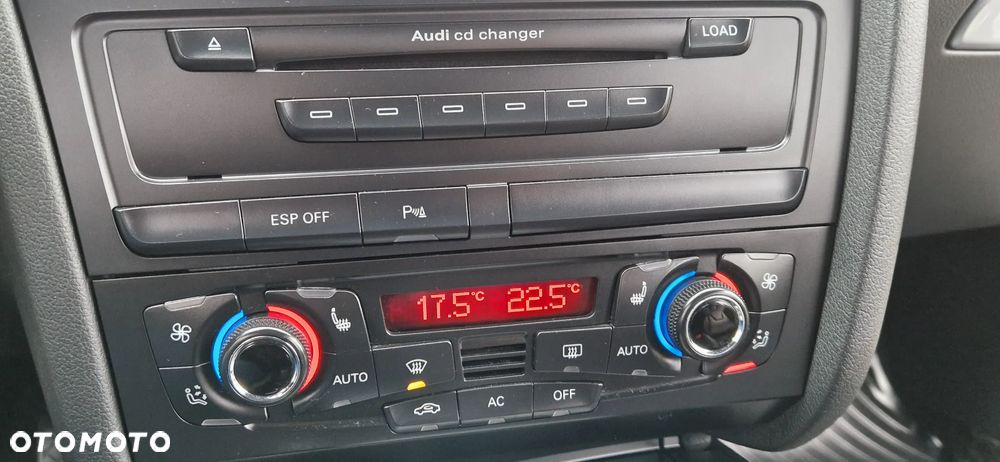 Audi cd changer
LOAD
ESP OFF
P
17.5°C 22.5°C
AUTO
AUTO
AC
OFF
OTOMOTO